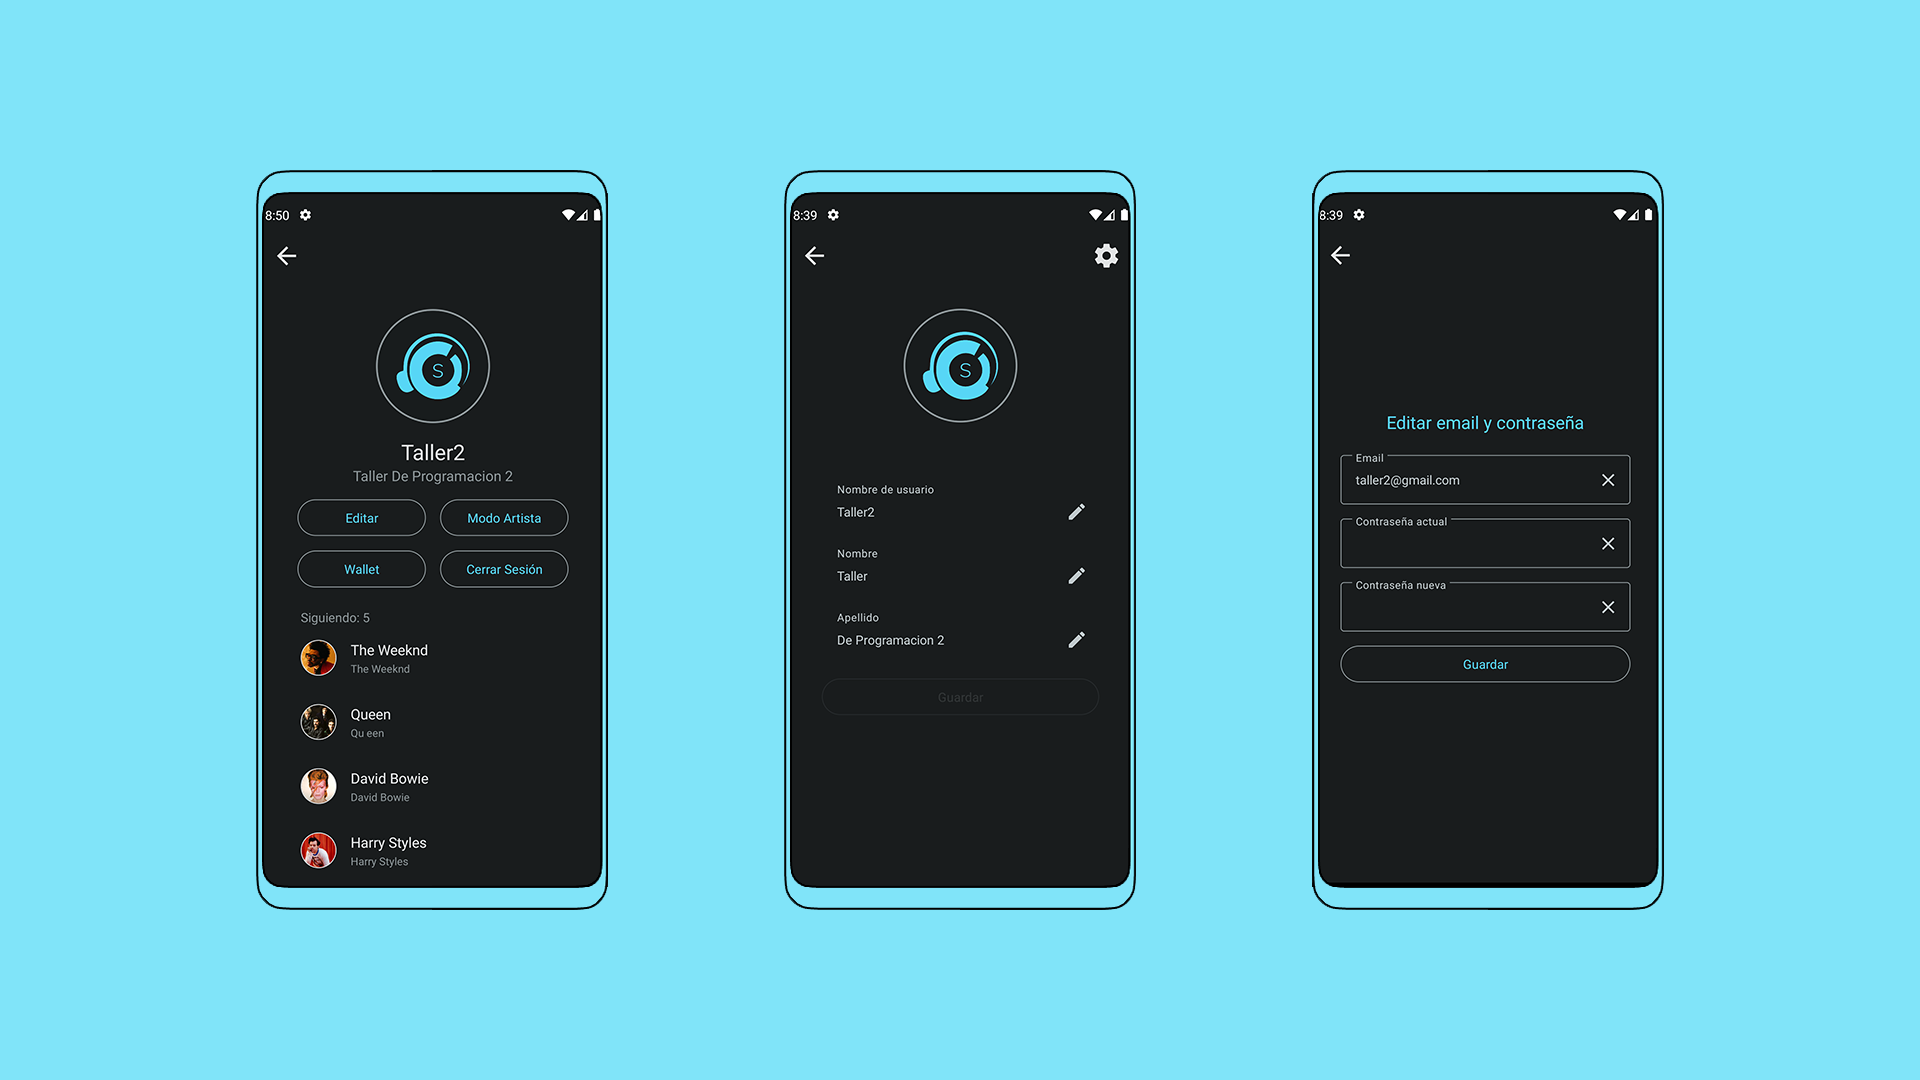 8:50
S
Taller2
Taller De Programacion 2
Editar
Modo Artista
Wallet
Cerrar Sesión
Siguiendo: 5
The Weeknd
The Weeknd
Queen
Qu een
David Bowie
David Bowie
Harry Styles
Harry Styles
8:39
S
Nombre de usuario
Taller2
Nombre
Taller
Apellido
De Programacion 2
Guardar
8:39
Editar email y contraseña
Email
taller2@gmail.com
Contraseña actual
Contraseña nueva
Guardar